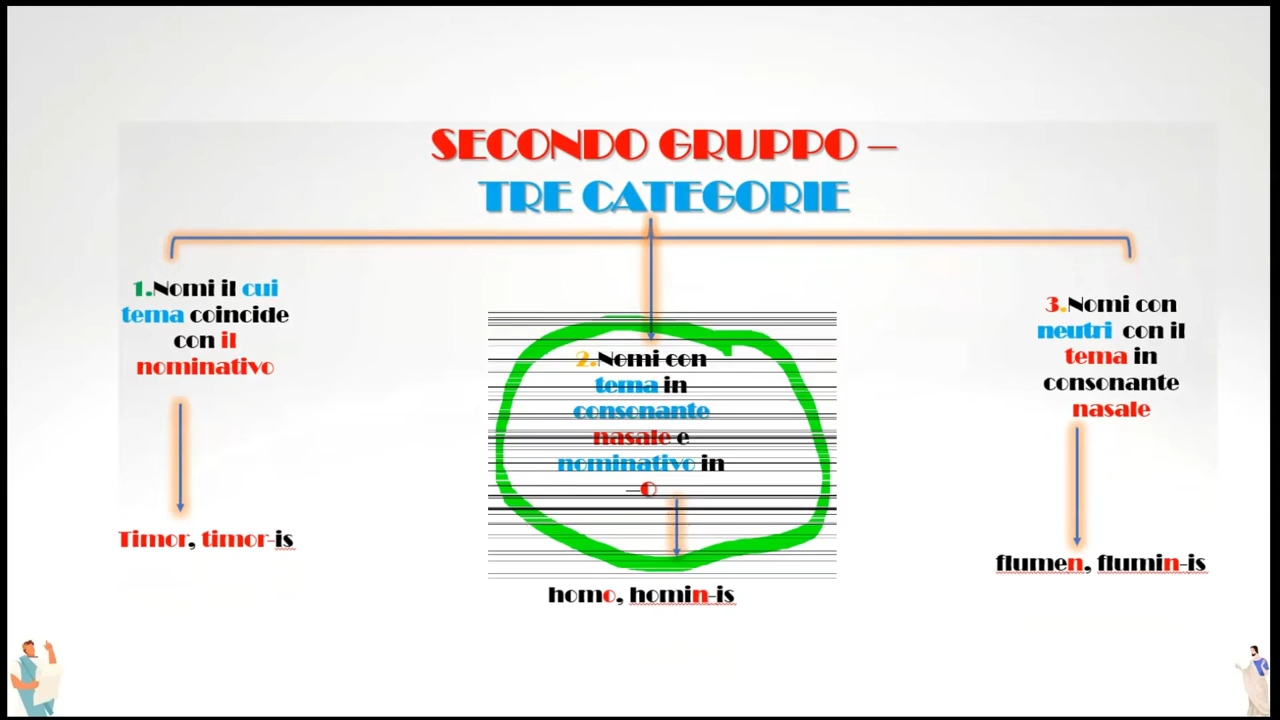 SECONDO GRUPPO –
TRE CATEGORIE
1.Nomi il cui
tema coincide
con il
nominativo
Timor, timor-is
2.Nomi con
tema in
consonante
nasale e
nominativo in
–O
homo, homin-is
3.Nomi con
neutri con il
tema in
consonante
nasale
flumen, flumin-is